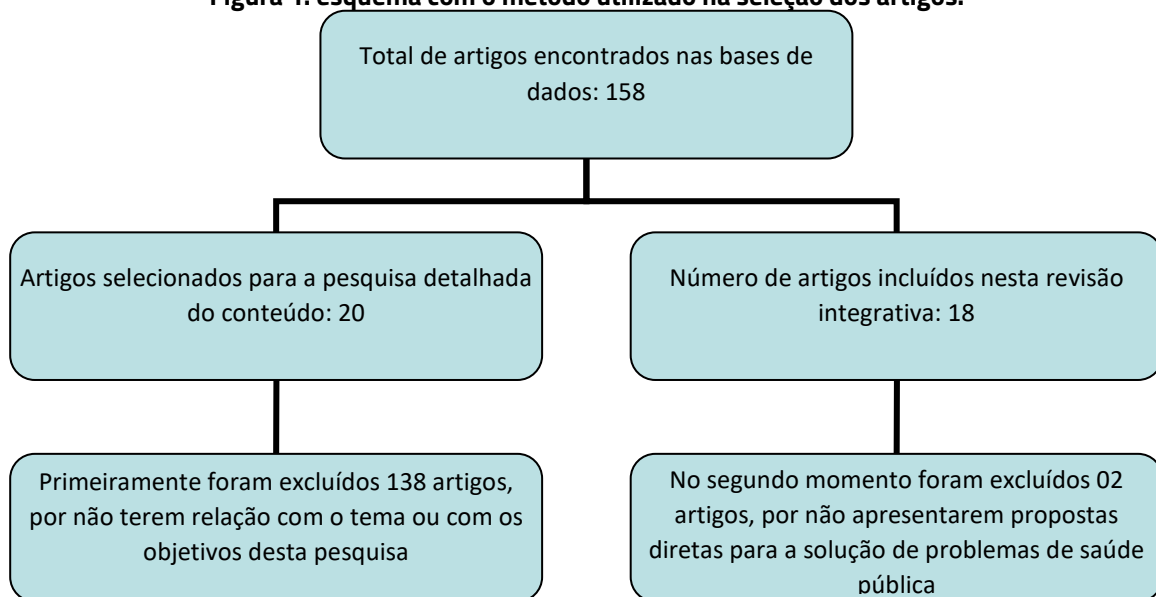 Figura 1: esquema com o método utilizado na seleção dos artigos.
Total de artigos encontrados nas bases de
dados: 158
Artigos selecionados para a pesquisa detalhada
do conteúdo: 20
Número de artigos incluídos nesta revisão
integrativa: 18
Primeiramente foram excluídos 138 artigos,
por não terem relação com o tema ou com os
objetivos desta pesquisa
No segundo momento foram excluídos 02
artigos, por não apresentarem propostas
diretas para a solução de problemas de saúde
pública